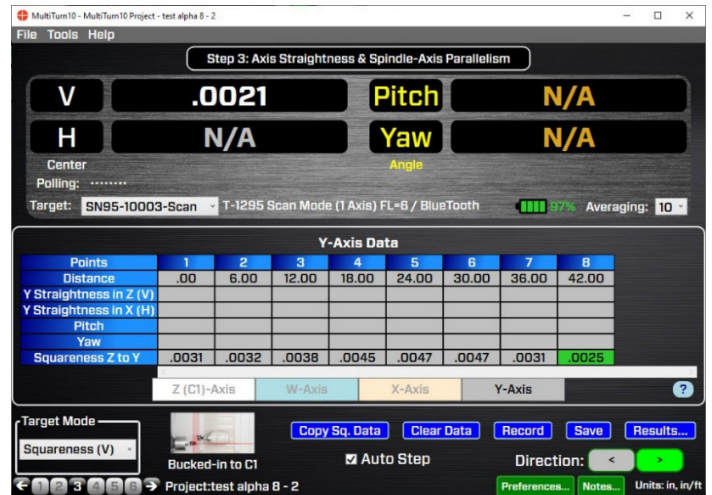 MultiTurn10 - MultiTurn10 Project - test alpha 8 - 2
File Tools Help
Step 3: Axis Straightness & Spindle-Axis Parallelism
V .0021 Pitch N/A
H N/A Yaw N/A
Center Angle
Polling: ........
Target: SN95-10003-Scan T-1295 Scan Mode (1 Axis) FL=6 / BlueTooth 97% Averaging: 10
Y-Axis Data
Points 1 2 3 4 5 6 7 8
Distance .00 6.00 12.00 18.00 24.00 30.00 36.00 42.00
Y Straightness in Z (V)
Y Straightness in X (H)
Pitch
Yaw
Squareness Z to Y .0031 .0032 .0038 .0045 .0047 .0047 .0031 .0025
Z (C1)-Axis W-Axis X-Axis Y-Axis ?
Target Mode
Squareness (V)
Copy Sq. Data Clear Data Record Save Results...
Bucked-in to C1 Auto Step Direction: < >
1 2 3 4 5 6 Project:test alpha 8 - 2 Preferences... Notes... Units: in, in/ft